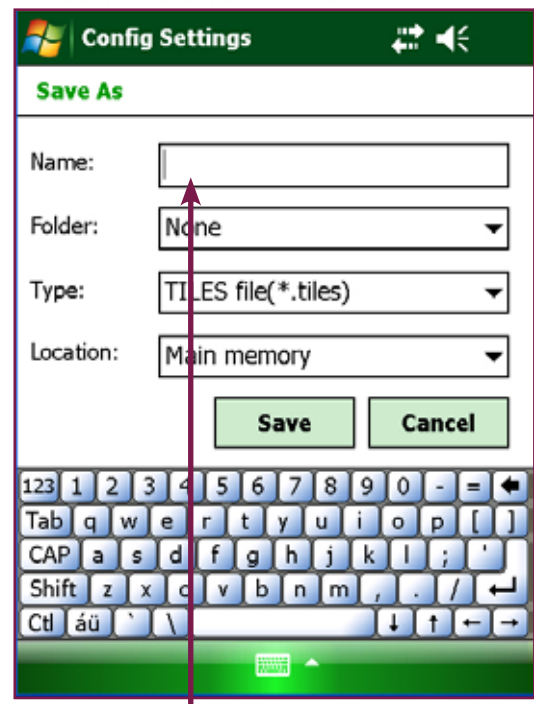 Config Settings
Save As
Name:
Folder: None
Type: TILES file(*.tiles)
Location: Main memory
Save Cancel
123 1 2 3 4 5 6 7 8 9 0 - =
Tab q w e r t y u i o p [ ]
CAP a s d f g h j k l ; '
Shift z x c v b n m , . /
Ctl áü ` \